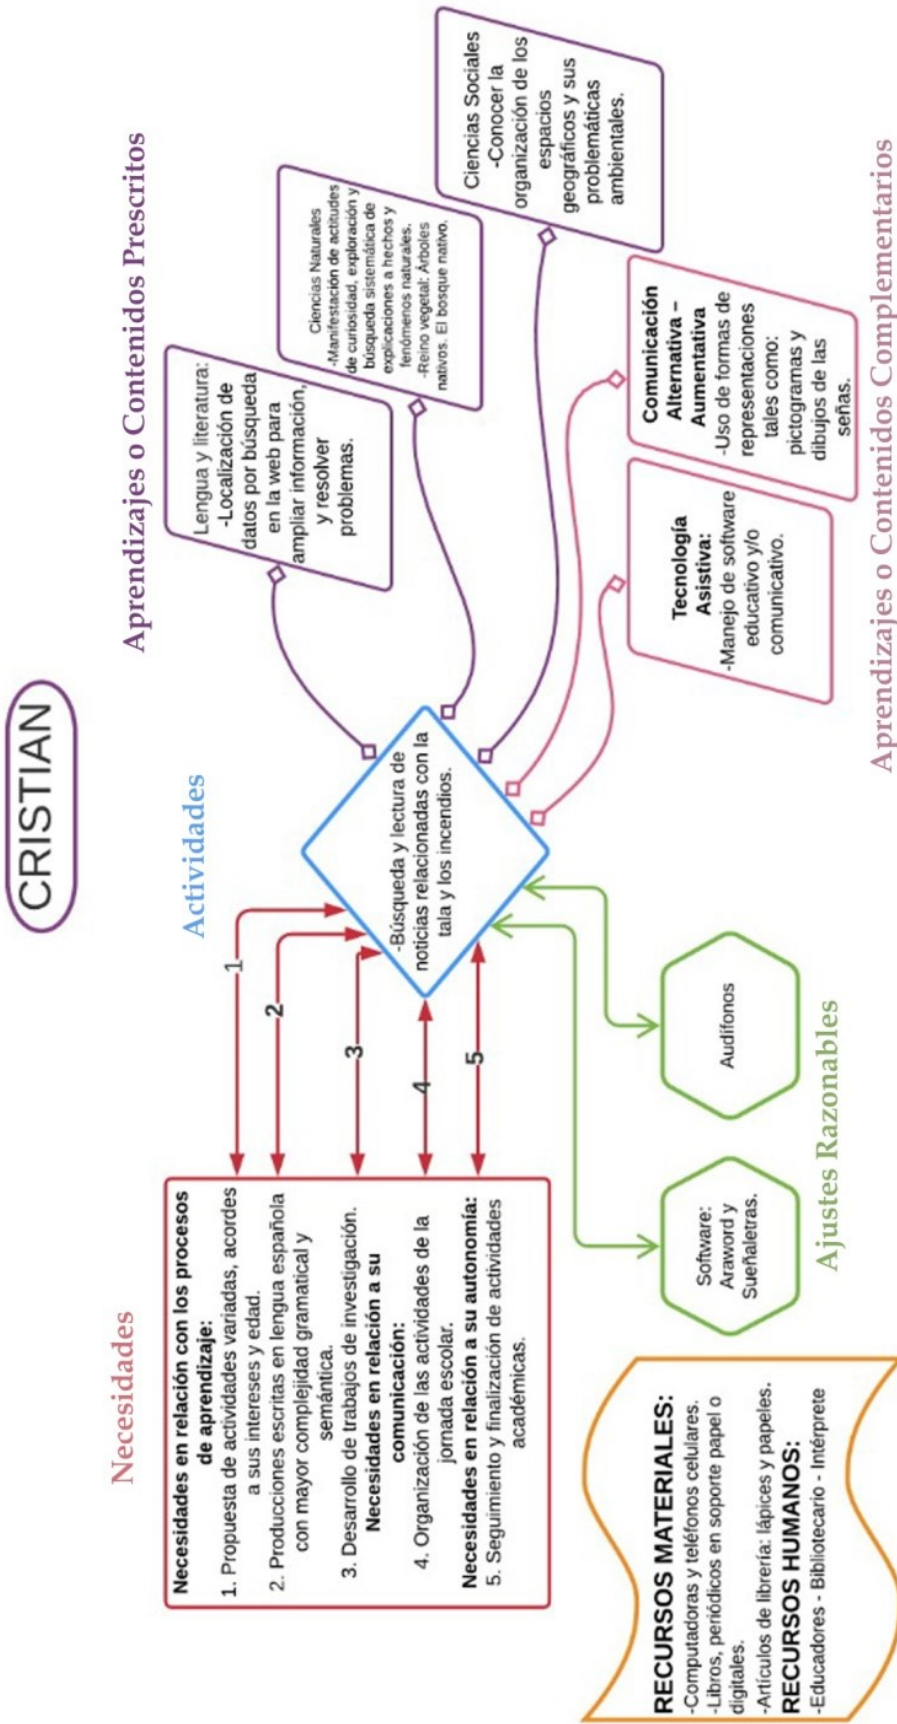 CRISTIAN
Necesidades
Necesidades en relación con los procesos
de aprendizaje:
1. Propuesta de actividades variadas, acordes
a sus intereses y edad.
2. Producciones escritas en lengua española
con mayor complejidad gramatical y
semántica.
3. Desarrollo de trabajos de investigación.
Necesidades en relación a su
comunicación:
4. Organización de las actividades de la
jornada escolar.
Necesidades en relación a su autonomía:
5. Seguimiento y finalización de actividades
académicas.
1
2
3
4
5
Actividades
-Búsqueda y lectura de
noticias relacionadas con la
tala y los incendios.
Aprendizajes o Contenidos Prescritos
Lengua y literatura:
-Localización de
datos por búsqueda
en la web para
ampliar información,
y resolver
problemas.
Ciencias Naturales
-Manifestación de actitudes
de curiosidad, exploración y
búsqueda sistemática de
explicaciones a hechos y
fenómenos naturales.
-Reino vegetal: Árboles
nativos. El bosque nativo.
Ciencias Sociales
-Conocer la
organización de los
espacios
geográficos y sus
problemáticas
ambientales.
RECURSOS MATERIALES:
-Computadoras y teléfonos celulares.
-Libros, periódicos en soporte papel o
digitales.
-Artículos de librería: lápices y papeles.
RECURSOS HUMANOS:
-Educadores - Bibliotecario - Intérprete
Software:
Araword y
Sueñaletras.
Audífonos
Ajustes Razonables
Tecnología
Asistiva:
-Manejo de software
educativo y/o
comunicativo.
Comunicación
Alternativa –
Aumentativa
-Uso de formas de
representaciones
tales como:
pictogramas y
dibujos de las
señas.
Aprendizajes o Contenidos Complementarios